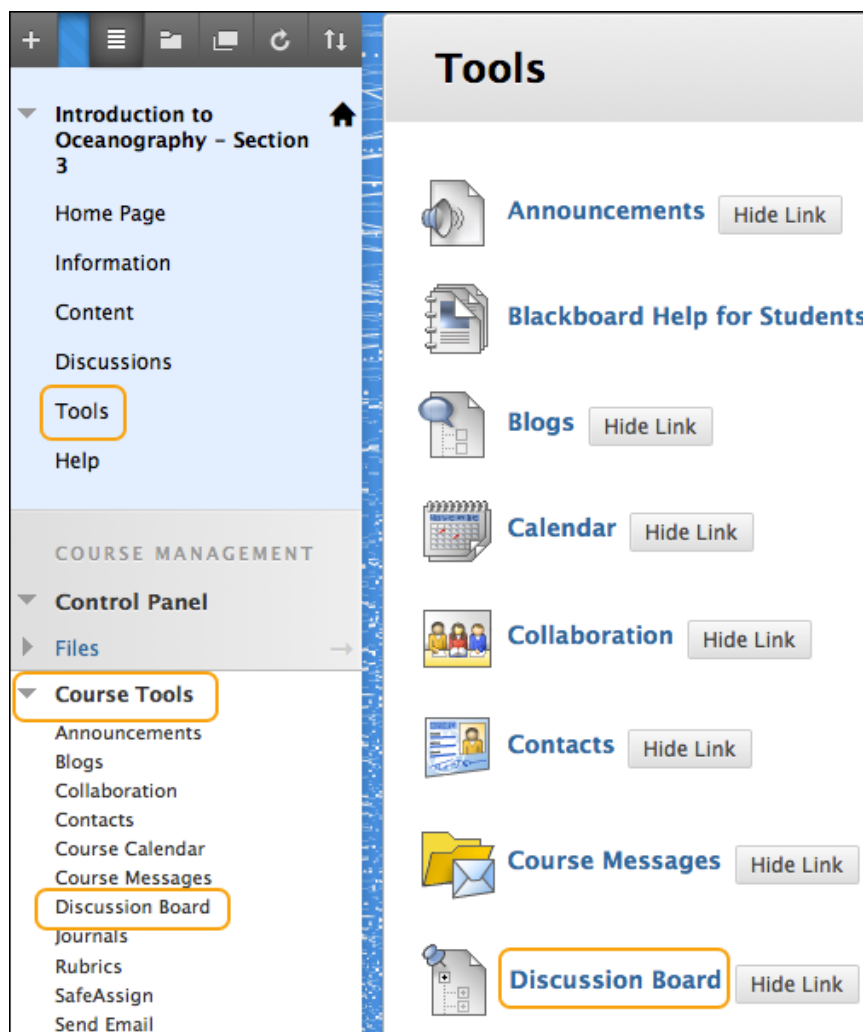 Introduction to
Oceanography – Section
3
Home Page
Information
Content
Discussions
Tools
Help
COURSE MANAGEMENT
Control Panel
Files
Course Tools
Announcements
Blogs
Collaboration
Contacts
Course Calendar
Course Messages
Discussion Board
Journals
Rubrics
SafeAssign
Send Email
Tools
Announcements Hide Link
Blackboard Help for Students
Blogs Hide Link
Calendar Hide Link
Collaboration Hide Link
Contacts Hide Link
Course Messages Hide Link
Discussion Board Hide Link